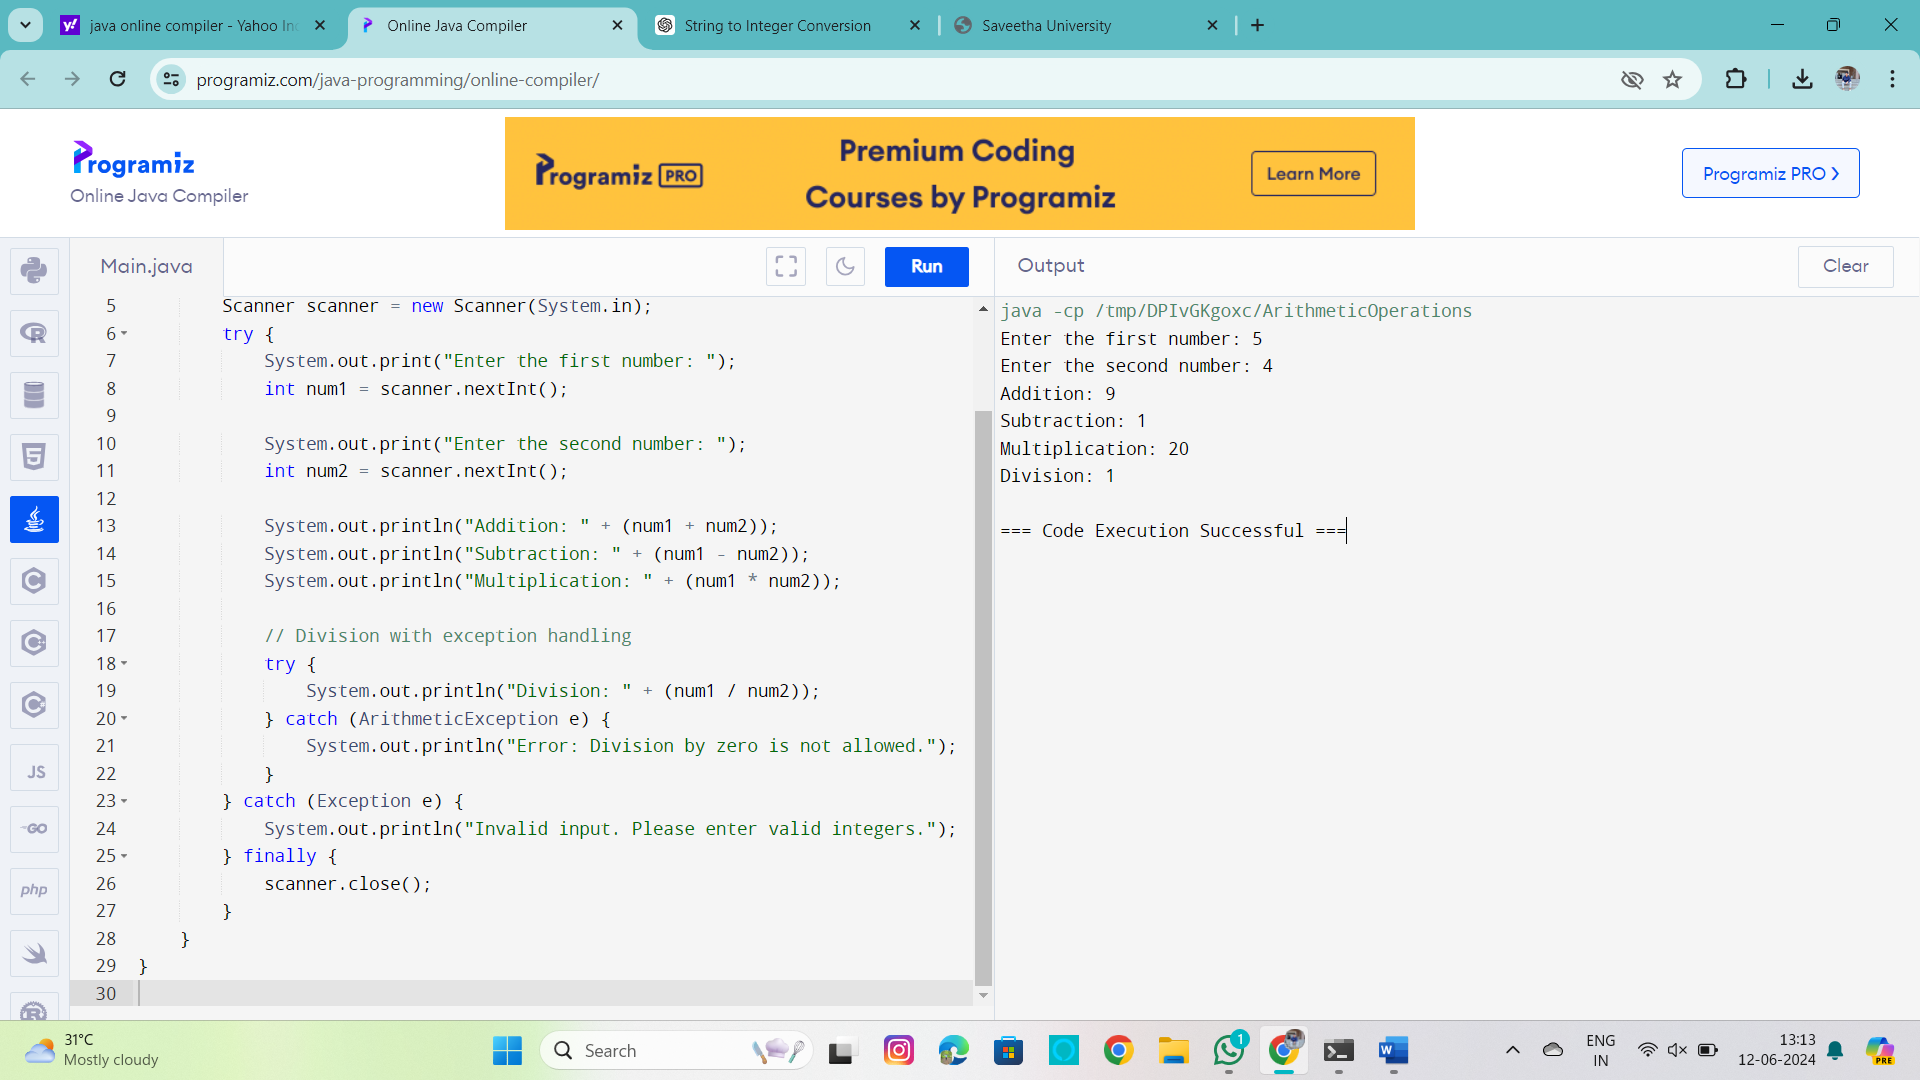 java online compiler - Yahoo In
Online Java Compiler
String to Integer Conversion
Saveetha University
programiz.com/java-programming/online-compiler/
Programiz
Online Java Compiler
Programiz PRO
Premium Coding
Courses by Programiz
Learn More
Programiz PRO
Main.java
Run
Output
Clear
5 Scanner scanner = new Scanner(System.in);
6 try {
7 System.out.print("Enter the first number: ");
8 int num1 = scanner.nextInt();
9
10 System.out.print("Enter the second number: ");
11 int num2 = scanner.nextInt();
12
13 System.out.println("Addition: " + (num1 + num2));
14 System.out.println("Subtraction: " + (num1 - num2));
15 System.out.println("Multiplication: " + (num1 * num2));
16
17 // Division with exception handling
18 try {
19 System.out.println("Division: " + (num1 / num2));
20 } catch (ArithmeticException e) {
21 System.out.println("Error: Division by zero is not allowed.");
22 }
23 } catch (Exception e) {
24 System.out.println("Invalid input. Please enter valid integers.");
25 } finally {
26 scanner.close();
27 }
28 }
29 }
30
java -cp /tmp/DPIvGKgoxc/ArithmeticOperations
Enter the first number: 5
Enter the second number: 4
Addition: 9
Subtraction: 1
Multiplication: 20
Division: 1
=== Code Execution Successful ===
JS
GO
php
31°C
Mostly cloudy
Search
1
ENG
IN
13:13
12-06-2024
PRE